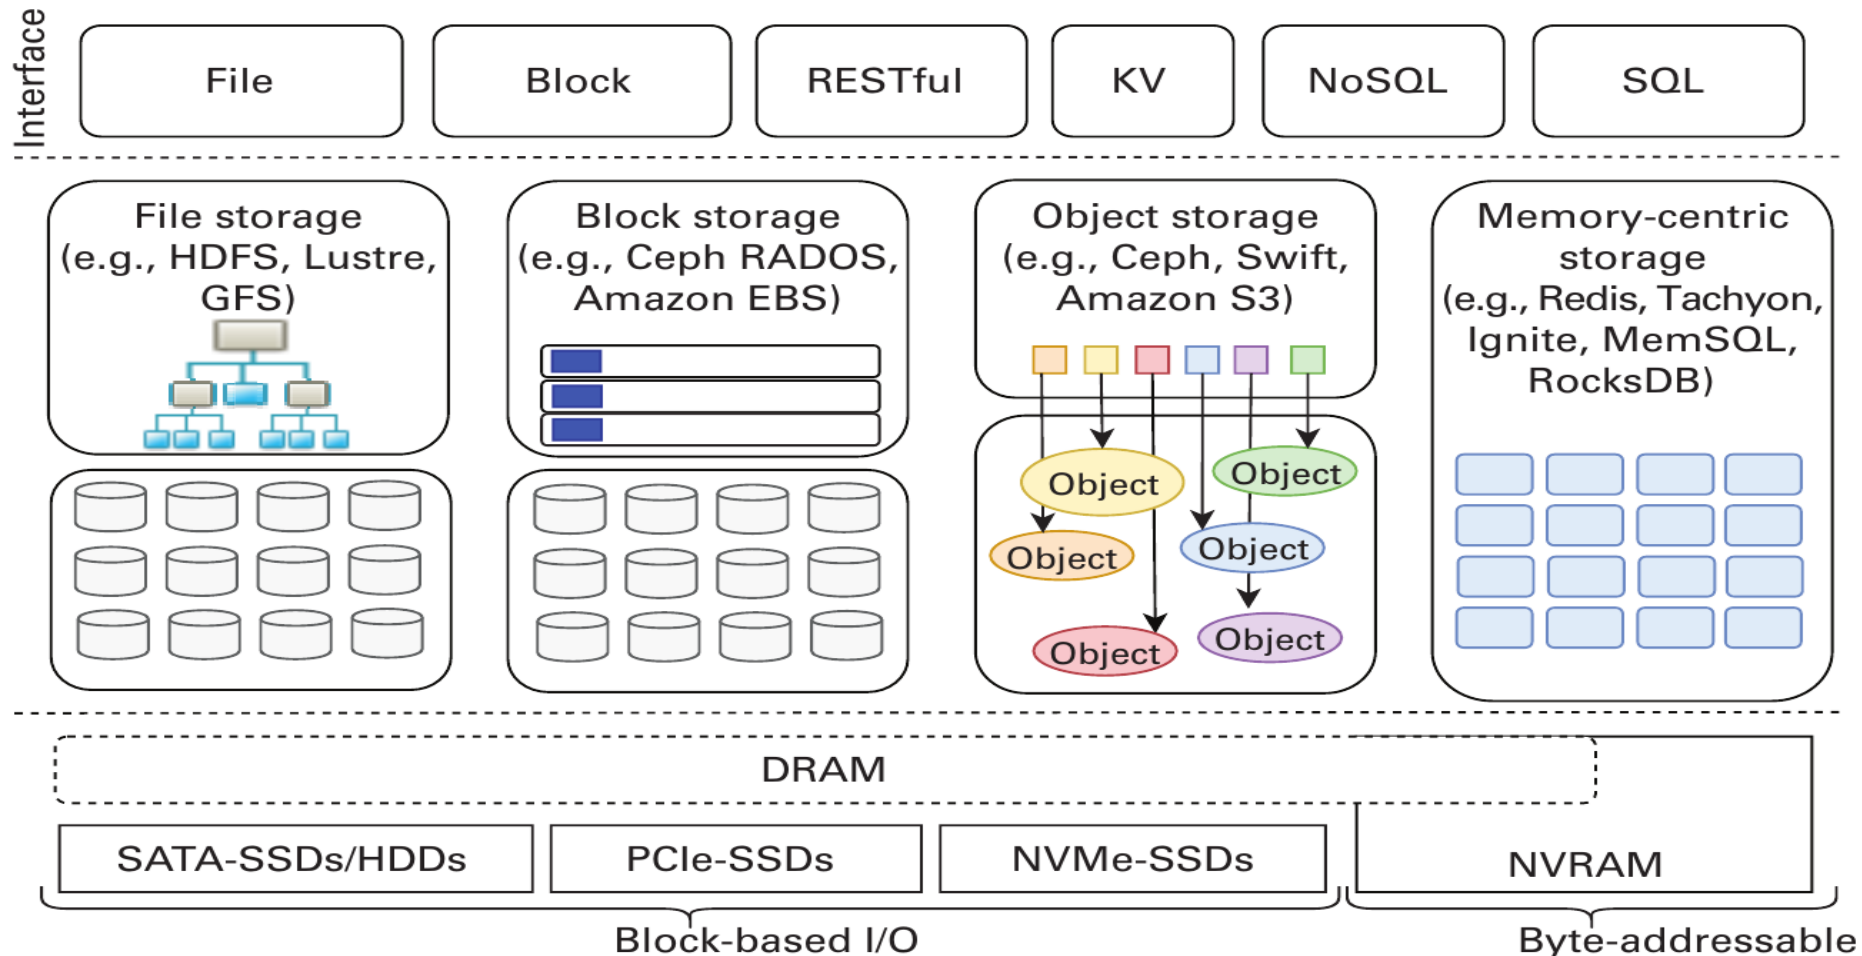 Interface
File
Block
RESTful
KV
NoSQL
SQL
File storage
(e.g., HDFS, Lustre,
GFS)
Block storage
(e.g., Ceph RADOS,
Amazon EBS)
Object storage
(e.g., Ceph, Swift,
Amazon S3)
Object
Object
Object
Object
Object
Object
Memory-centric
storage
(e.g., Redis, Tachyon,
Ignite, MemSQL,
RocksDB)
DRAM
SATA-SSDs/HDDs
PCIe-SSDs
NVMe-SSDs
NVRAM
Block-based I/O
Byte-addressable